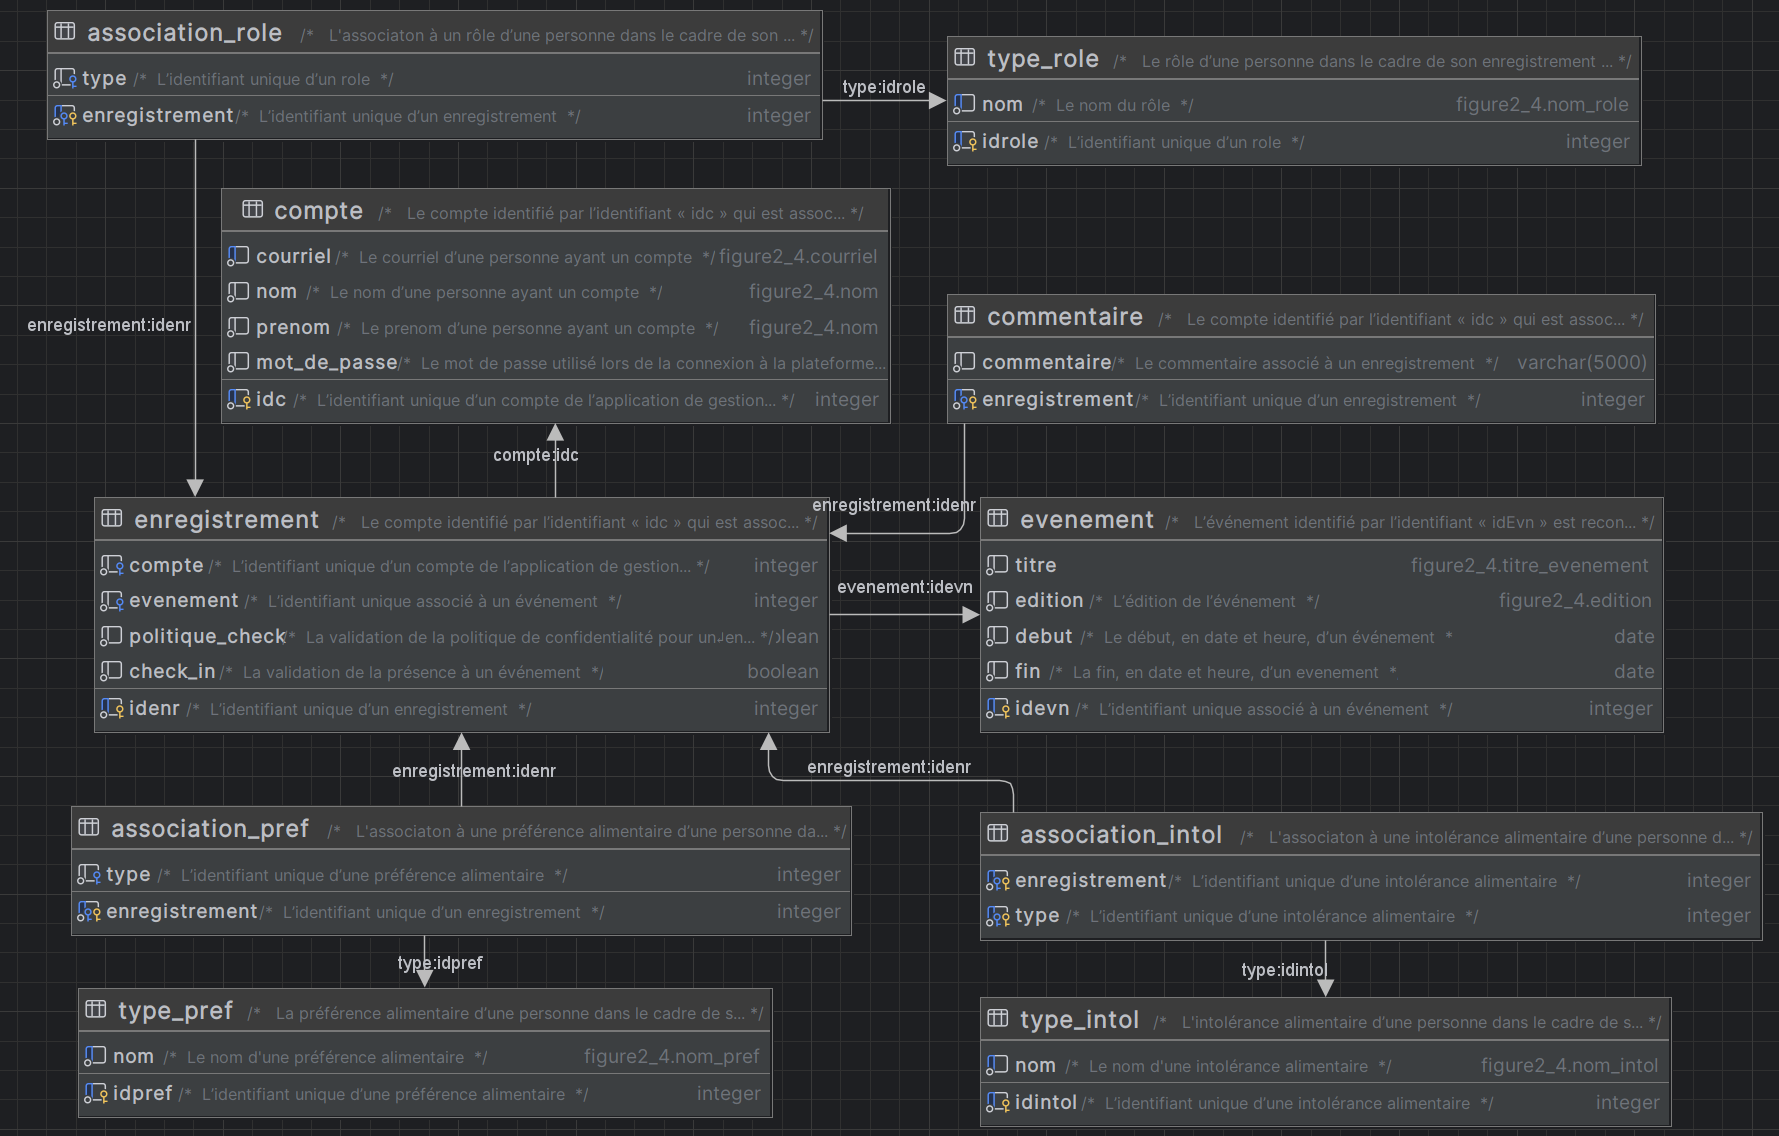 association_role /* L'associaton à un rôle d'une personne dans le cadre de son ... */
type /* L'identifiant unique d'un role */ integer
enregistrement /* L'identifiant unique d'un enregistrement */ integer
type:idrole
type_role /* Le rôle d'une personne dans le cadre de son enregistrement ... */
nom /* Le nom du rôle */ figure2_4.nom_role
idrole /* L'identifiant unique d'un role */ integer
compte /* Le compte identifié par l'identifiant « idc » qui est assoc... */
courriel /* Le courriel d'une personne ayant un compte */ figure2_4.courriel
nom /* Le nom d'une personne ayant un compte */ figure2_4.nom
prenom /* Le prenom d'une personne ayant un compte */ figure2_4.nom
mot_de_passe /* Le mot de passe utilisé lors de la connexion à la plateforme...
idc /* L'identifiant unique d'un compte de l'application de gestion... */ integer
enregistrement:idenr
commentaire /* Le compte identifié par l'identifiant « idc » qui est assoc... */
commentaire /* Le commentaire associé à un enregistrement */ varchar(5000)
enregistrement /* L'identifiant unique d'un enregistrement */ integer
compte:idc
enregistrement:idenr
enregistrement /* Le compte identifié par l'identifiant « idc » qui est assoc... */
compte /* L'identifiant unique d'un compte de l'application de gestion... */ integer
evenement /* L'identifiant unique associé à un événement */ integer
politique_check /* La validation de la politique de confidentialité pour un↲en... */ lean
check_in /* La validation de la présence à un événement */ boolean
idenr /* L'identifiant unique d'un enregistrement */ integer
evenement:idevn
evenement /* L'événement identifié par l'identifiant « idEvn » est recon... */
titre figure2_4.titre_evenement
edition /* L'édition de l'événement */ figure2_4.edition
debut /* Le début, en date et heure, d'un événement * date
fin /* La fin, en date et heure, d'un evenement * date
idevn /* L'identifiant unique associé à un événement */ integer
enregistrement:idenr
enregistrement:idenr
association_pref /* L'associaton à une préférence alimentaire d'une personne da... */
type /* L'identifiant unique d'une préférence alimentaire */ integer
enregistrement /* L'identifiant unique d'un enregistrement */ integer
association_intol /* L'associaton à une intolérance alimentaire d'une personne d... */
enregistrement /* L'identifiant unique d'une intolérance alimentaire */ integer
type /* L'identifiant unique d'une intolérance alimentaire */ integer
type:idpref
type:idintol
type_pref /* La préférence alimentaire d'une personne dans le cadre de s... */
nom /* Le nom d'une préférence alimentaire */ figure2_4.nom_pref
idpref /* L'identifiant unique d'une préférence alimentaire */ integer
type_intol /* L'intolérance alimentaire d'une personne dans le cadre de s... */
nom /* Le nom d'une intolérance alimentaire */ figure2_4.nom_intol
idintol /* L'identifiant unique d'une intolérance alimentaire */ integer